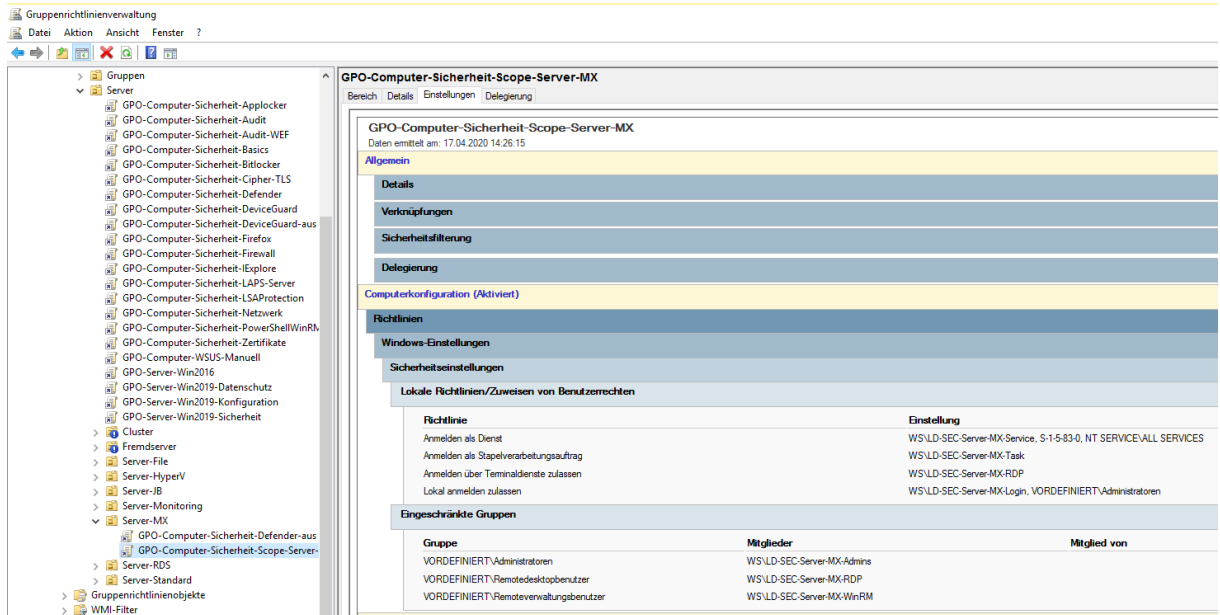 Gruppenrichtlinienverwaltung
Datei Aktion Ansicht Fenster ?
Gruppen
Server
GPO-Computer-Sicherheit-Applocker
GPO-Computer-Sicherheit-Audit
GPO-Computer-Sicherheit-Audit-WEF
GPO-Computer-Sicherheit-Basics
GPO-Computer-Sicherheit-Bitlocker
GPO-Computer-Sicherheit-Cipher-TLS
GPO-Computer-Sicherheit-Defender
GPO-Computer-Sicherheit-DeviceGuard
GPO-Computer-Sicherheit-DeviceGuard-aus
GPO-Computer-Sicherheit-Firefox
GPO-Computer-Sicherheit-Firewall
GPO-Computer-Sicherheit-IExplore
GPO-Computer-Sicherheit-LAPS-Server
GPO-Computer-Sicherheit-LSAProtection
GPO-Computer-Sicherheit-Netzwerk
GPO-Computer-Sicherheit-PowerShellWinRM
GPO-Computer-Sicherheit-Zertifikate
GPO-Computer-WSUS-Manuell
GPO-Server-Win2016
GPO-Server-Win2019-Datenschutz
GPO-Server-Win2019-Konfiguration
GPO-Server-Win2019-Sicherheit
Cluster
Fremdserver
Server-File
Server-HyperV
Server-JB
Server-Monitoring
Server-MX
GPO-Computer-Sicherheit-Defender-aus
GPO-Computer-Sicherheit-Scope-Server-
Server-RDS
Server-Standard
Gruppenrichtlinienobjekte
WMI-Filter
GPO-Computer-Sicherheit-Scope-Server-MX
Bereich Details Einstellungen Delegierung
GPO-Computer-Sicherheit-Scope-Server-MX
Daten ermittelt am: 17.04.2020 14:26:15
Allgemein
Details
Verknüpfungen
Sicherheitsfilterung
Delegierung
Computerkonfiguration (Aktiviert)
Richtlinien
Windows-Einstellungen
Sicherheitseinstellungen
Lokale Richtlinien/Zuweisen von Benutzerrechten
Richtlinie Einstellung
Anmelden als Dienst WS\LD-SEC-Server-MX-Service, S-1-5-83-0, NT SERVICE\ALL SERVICES
Anmelden als Stapelverarbeitungsauftrag WS\LD-SEC-Server-MX-Task
Anmelden über Terminaldienste zulassen WS\LD-SEC-Server-MX-RDP
Lokal anmelden zulassen WS\LD-SEC-Server-MX-Login, VORDEFINIERT\Administratoren
Eingeschränkte Gruppen
Gruppe Mitglieder Mitglied von
VORDEFINIERT\Administratoren WS\LD-SEC-Server-MX-Admins
VORDEFINIERT\Remotedesktopbenutzer WS\LD-SEC-Server-MX-RDP
VORDEFINIERT\Remoteverwaltungsbenutzer WS\LD-SEC-Server-MX-WinRM